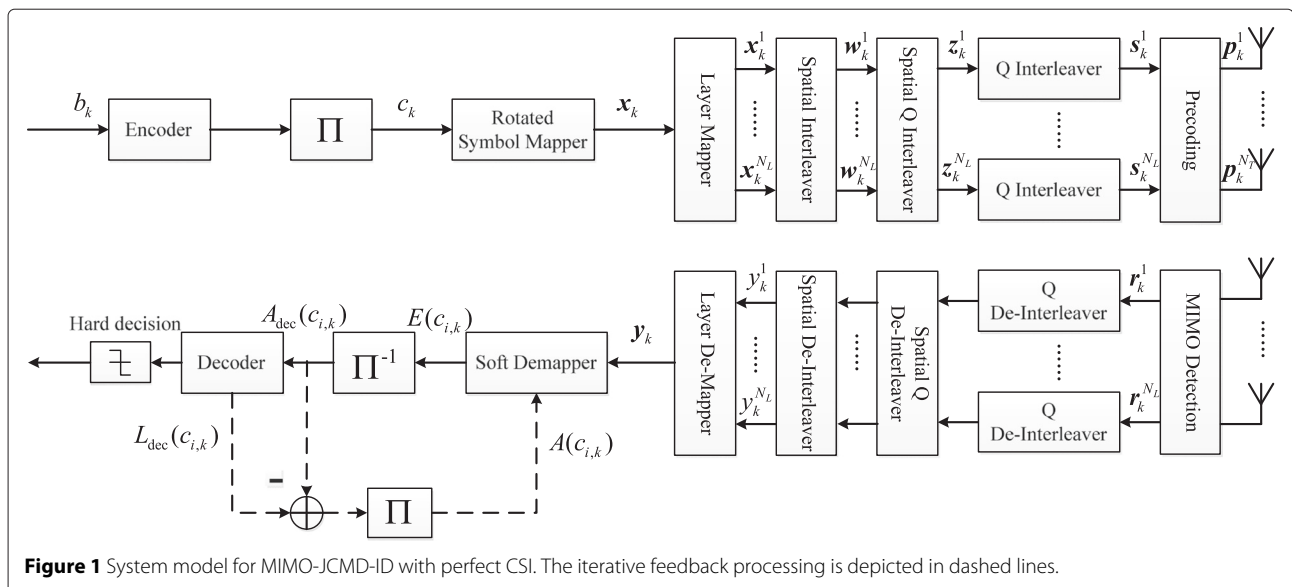 b_k
Encoder
Π
c_k
Rotated
Symbol Mapper
x_k
Layer Mapper
x_k^1
......
x_k^{N_L}
Spatial Interleaver
w_k^1
......
w_k^{N_L}
Spatial Q Interleaver
z_k^1
......
z_k^{N_L}
Q Interleaver
......
Q Interleaver
s_k^1
s_k^{N_L}
Precoding
p_k^1
......
p_k^{N_T}
Hard decision
Decoder
A_dec(c_{i,k})
Π^{-1}
E(c_{i,k})
Soft Demapper
y_k
Layer De-Mapper
y_k^1
......
y_k^{N_L}
Spatial De-Interleaver
......
Spatial Q
De-Interleaver
Q
De-Interleaver
......
Q
De-Interleaver
r_k^1
r_k^{N_L}
MIMO Detection
......
L_dec(c_{i,k})
-
Π
A(c_{i,k})
Figure 1 System model for MIMO-JCMD-ID with perfect CSI. The iterative feedback processing is depicted in dashed lines.